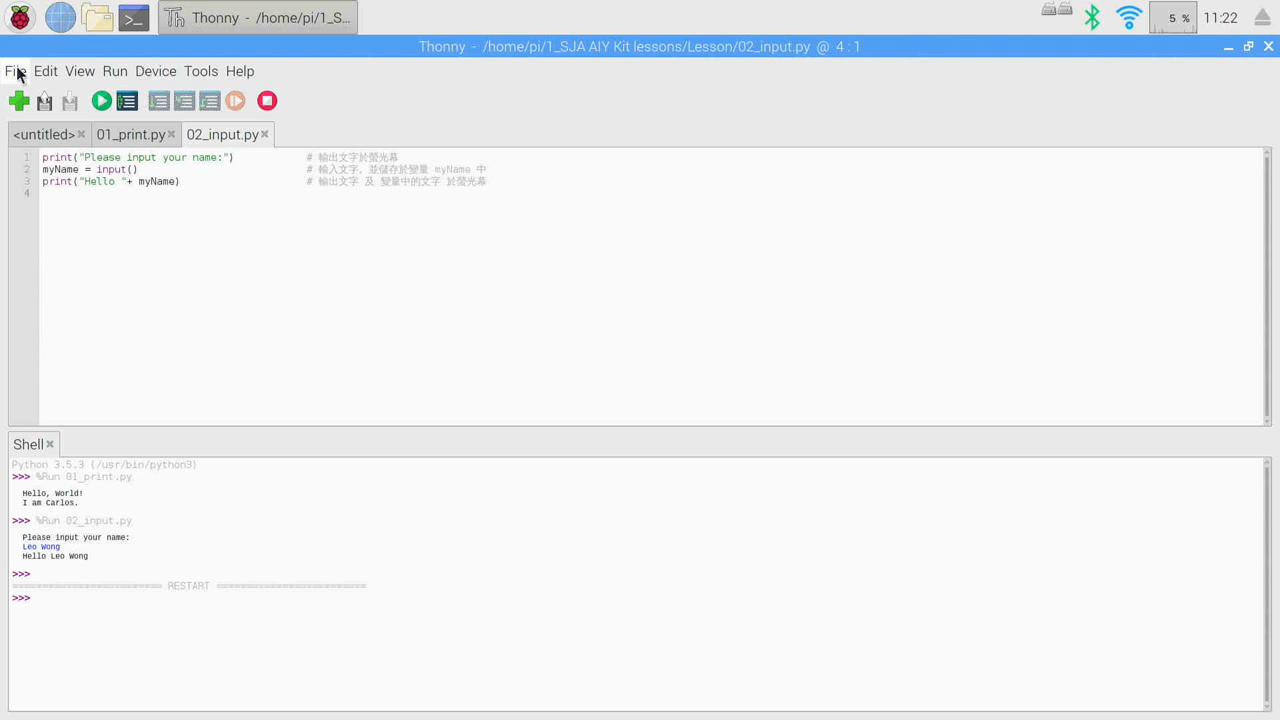 Thonny - /home/pi/1_S...
5 %
11:22
Thonny - /home/pi/1_SJA AIY Kit lessons/Lesson/02_input.py @ 4 : 1
File Edit View Run Device Tools Help
<untitled> 01_print.py 02_input.py
1 print("Please input your name:") # 輸出文字於螢光幕
2 myName = input() # 輸入文字, 並儲存於變量 myName 中
3 print("Hello "+ myName) # 輸出文字 及 變量中的文字 於螢光幕
4
Shell
Python 3.5.3 (/usr/bin/python3)
>>> %Run 01_print.py
Hello, World!
I am Carlos.
>>> %Run 02_input.py
Please input your name:
Leo Wong
Hello Leo Wong
>>>
========================= RESTART =========================
>>>